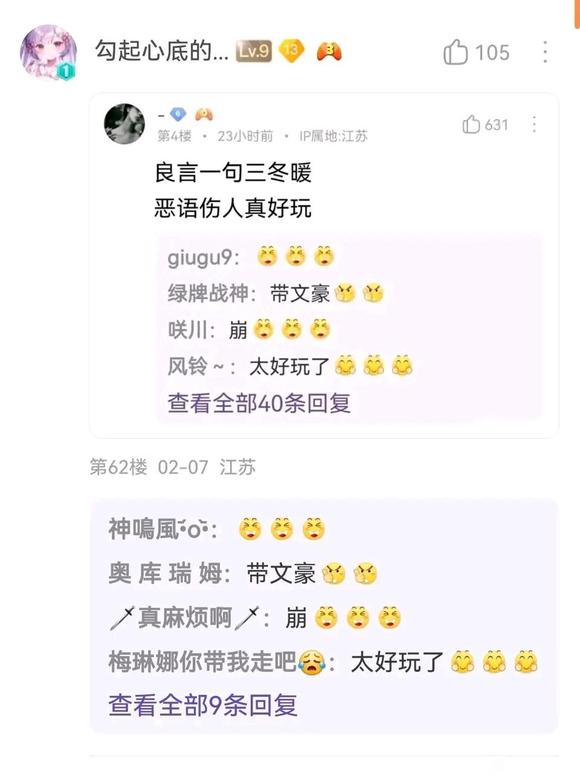 勾起心底的... Lv.9 13 3 105
1
- 6
631
第4楼 · 23小时前 · IP属地:江苏
良言一句三冬暖
恶语伤人真好玩
giugu9:
绿牌战神: 带文豪
咲川: 崩
风铃~: 太好玩了
查看全部40条回复
第62楼 02-07 江苏
神鳴風·̆o·̆:
奥 库 瑞 姆: 带文豪
🗡真麻烦啊🗡: 崩
梅琳娜你带我走吧😭: 太好玩了
查看全部9条回复